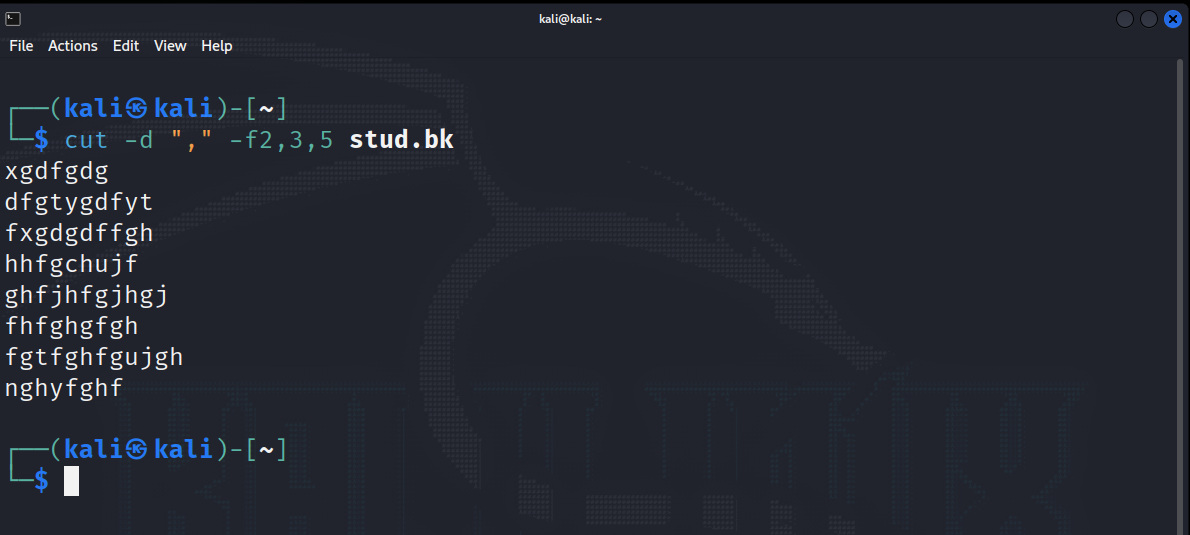 kali@kali: ~
File Actions Edit View Help
┌──(kali㉿kali)-[~]
└─$ cut -d "," -f2,3,5 stud.bk
xgdfgdg
dfgtygdfyt
fxgdgdffgh
hhfgchujf
ghfjhfgjhgj
fhfghgfgh
fgtfghfgujgh
nghyfghf
┌──(kali㉿kali)-[~]
└─$